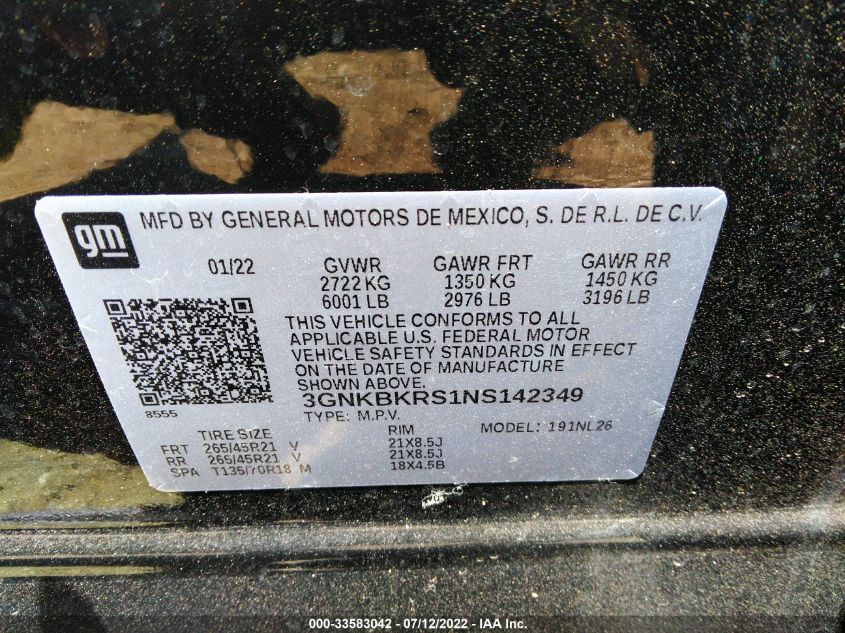 gm
MFD BY GENERAL MOTORS DE MEXICO, S. DE R.L. DE C.V.
01/22 GVWR GAWR FRT GAWR RR
2722 KG 1350 KG 1450 KG
6001 LB 2976 LB 3196 LB
THIS VEHICLE CONFORMS TO ALL
APPLICABLE U.S. FEDERAL MOTOR
VEHICLE SAFETY STANDARDS IN EFFECT
ON THE DATE OF MANUFACTURE
SHOWN ABOVE.
3GNKBKRS1NS142349
8555
TYPE: M.P.V. MODEL: 191NL26
TIRE SIZE RIM
FRT 265/45R21 V 21X8.5J
RR 265/45R21 V 21X8.5J
SPA T135/70R18 M 18X4.5B
000-33583042 - 07/12/2022 - IAA Inc.